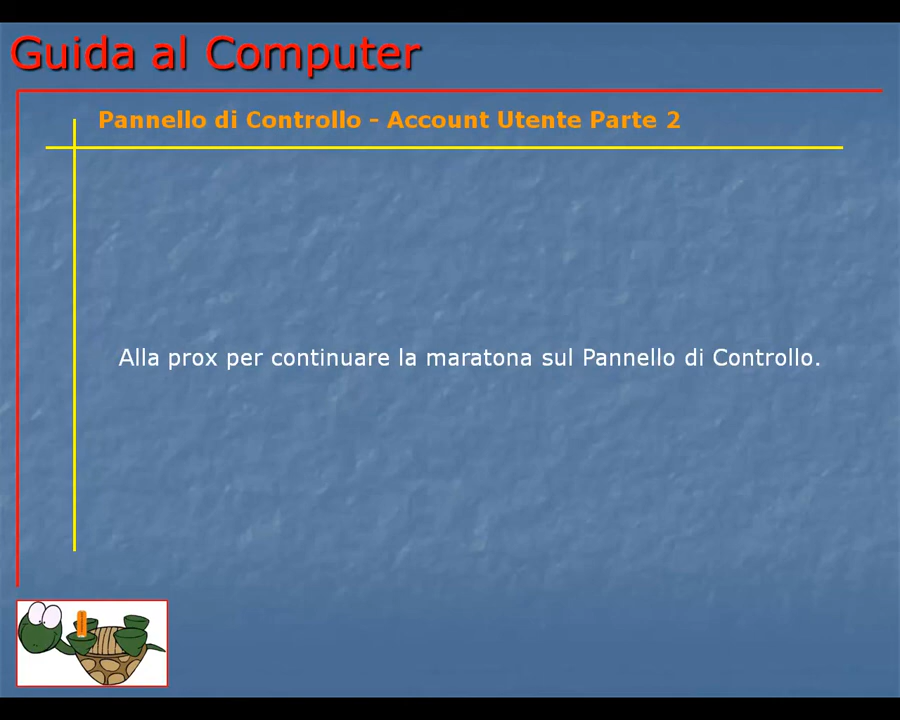 Guida al Computer
Pannello di Controllo - Account Utente Parte 2
Alla prox per continuare la maratona sul Pannello di Controllo.